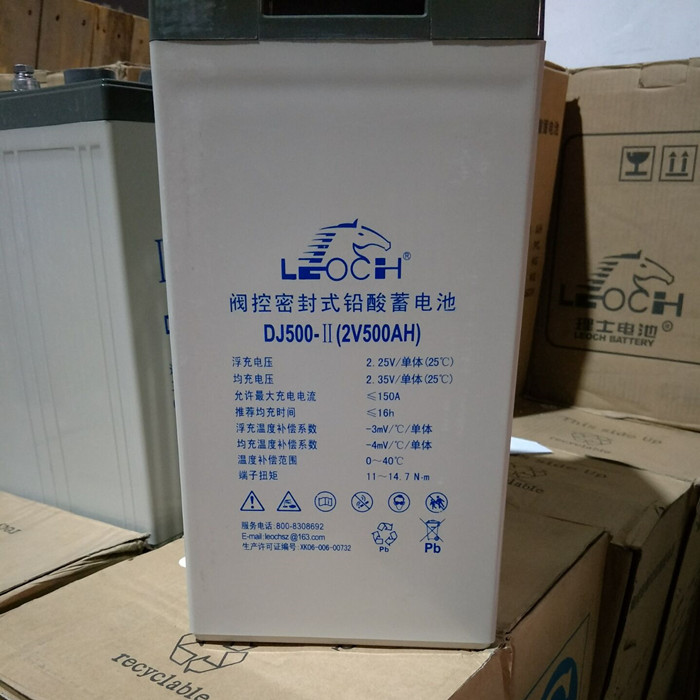 LEOCH®
阀控密封式铅酸蓄电池
DJ500-Ⅱ(2V500AH)
浮充电压 2.25V/单体(25℃)
均充电压 2.35V/单体(25℃)
允许最大充电电流 ≤150A
推荐均充时间 ≤16h
浮充温度补偿系数 -3mV/℃/单体
均充温度补偿系数 -4mV/℃/单体
温度补偿范围 0～40℃
端子扭矩 11～14.7 N·m
服务电话:800-8308692
E-mail:leochsz@163.com
生产许可证编号:XK06-006-00732
Pb
Pb
LEOCH®
理士电池®
LEOCH BATTERY
This side up
recyclable
recyclable